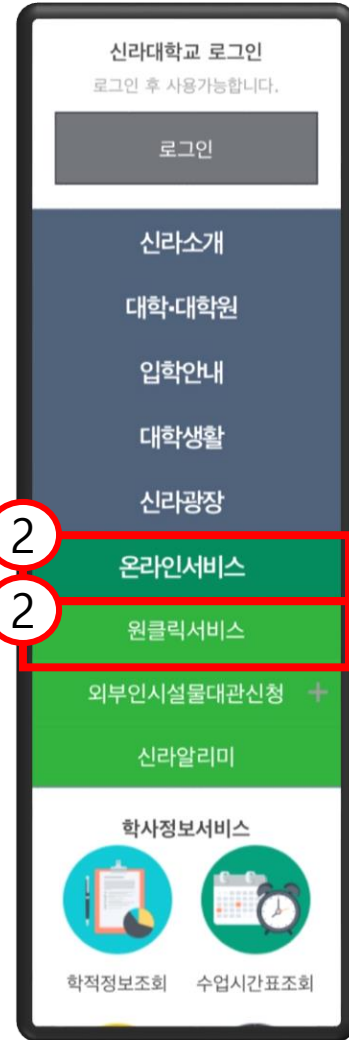 신라대학교 로그인
로그인 후 사용가능합니다.
로그인
신라소개
대학•대학원
입학안내
대학생활
신라광장
2
온라인서비스
2
원클릭서비스
외부인시설물대관신청 +
신라알리미
학사정보서비스
학적정보조회 수업시간표조회